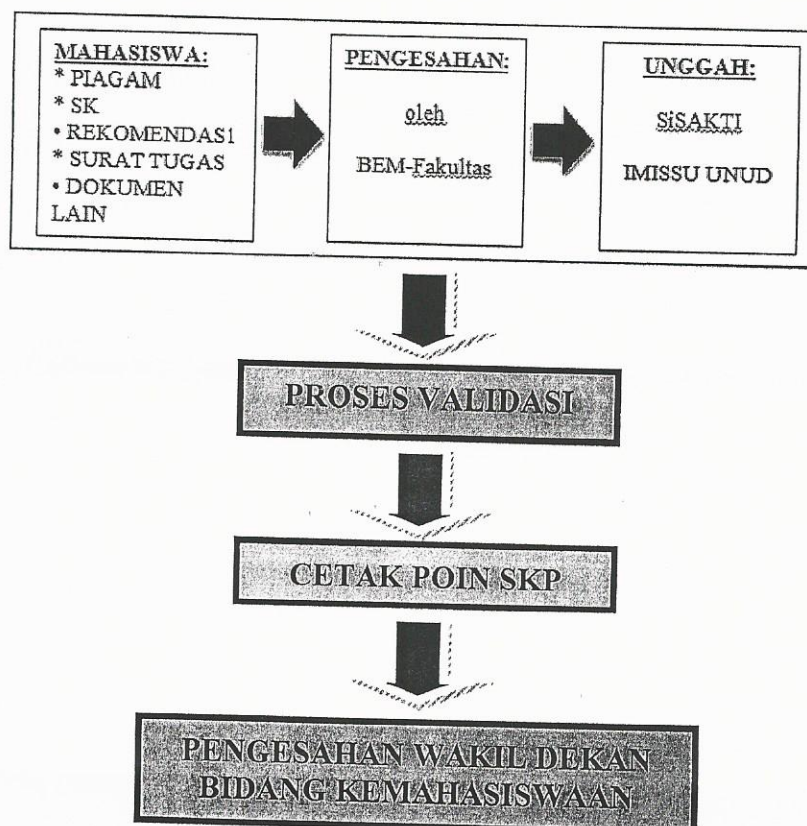 MAHASISWA:
* PIAGAM
* SK
• REKOMENDAS1
* SURAT TUGAS
• DOKUMEN
LAIN
PENGESAHAN:
oleh
BEM-Fakultas
UNGGAH:
SiSAKTI
IMISSU UNUD
PROSES VALIDASI
CETAK POIN SKP
PENGESAHAN WAKIL DEKAN
BIDANG KEMAHASISWAAN